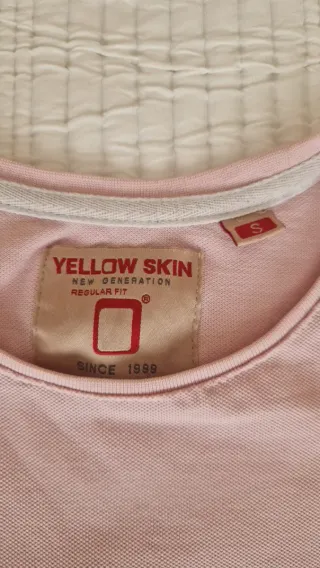 S
YELLOW SKIN
NEW GENERATION
REGULAR FIT
®
SINCE 1999